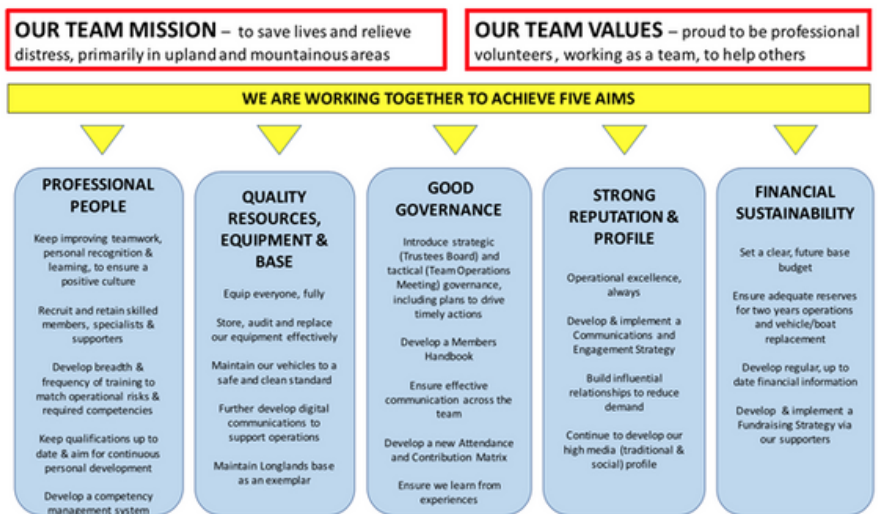 OUR TEAM MISSION – to save lives and relieve
distress, primarily in upland and mountainous areas
OUR TEAM VALUES – proud to be professional
volunteers , working as a team, to help others
WE ARE WORKING TOGETHER TO ACHIEVE FIVE AIMS
PROFESSIONAL
PEOPLE
Keep improving teamwork,
personal recognition &
learning, to ensure a
positive culture
Recruit and retain skilled
members, specialists &
supporters
Develop breadth &
frequency of training to
match operational risks &
required competencies
Keep qualifications up to
date & aim for continuous
personal development
Develop a competency
management system
QUALITY
RESOURCES,
EQUIPMENT &
BASE
Equip everyone, fully
Store, audit and replace
our equipment effectively
Maintain our vehicles to a
safe and clean standard
Further develop digital
communications to
support operations
Maintain Longlands base
as an exemplar
GOOD
GOVERNANCE
Introduce strategic
(Trustees Board) and
tactical (Team Operations
Meeting) governance,
including plans to drive
timely actions
Develop a Members
Handbook
Ensure effective
communication across the
team
Develop a new Attendance
and Contribution Matrix
Ensure we learn from
experiences
STRONG
REPUTATION &
PROFILE
Operational excellence,
always
Develop & implement a
Communications and
Engagement Strategy
Build influential
relationships to reduce
demand
Continue to develop our
high media (traditional &
social) profile
FINANCIAL
SUSTAINABILITY
Set a clear, future base
budget
Ensure adequate reserves
for two years operations
and vehicle/boat
replacement
Develop regular, up to
date financial information
Develop & implement a
Fundraising Strategy via
our supporters